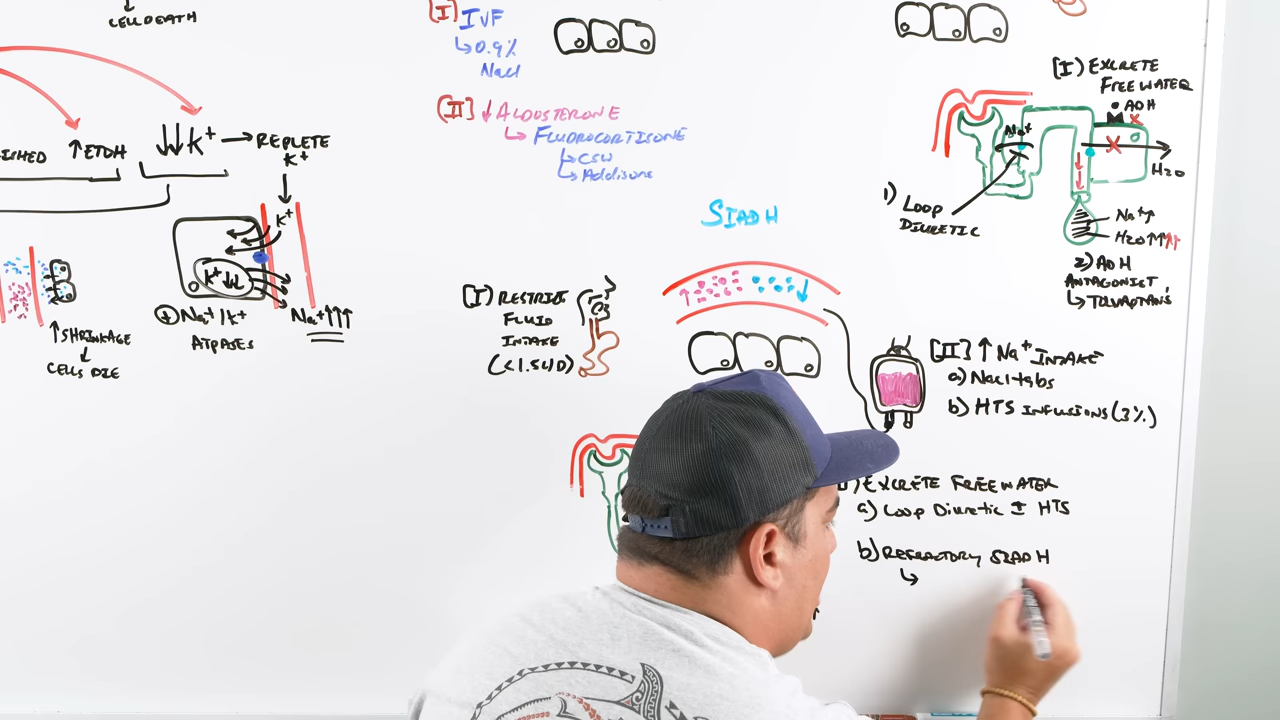 ↳ CELL DEATH
ISHED
↑ETOH
↓↓K⁺ → REPLETE
K⁺
K⁺
K⁺↓↓
⊕Na⁺/K⁺
ATPASES
Na⁺↑↑↑
↑SHRINKAGE
↓
CELLS DIE
[I] IVF
↳ 0.9%
NaCl
[II] ↓ALDOSTERONE
↳ FLUDROCORTISONE
↳ CSW
↳ Addisons
SIADH
[I] RESTRICT
FLUID
INTAKE
(<1.5L/D)
[I] EXCRETE
FREE WATER
• ADH
Na⁺
H2O
1) LOOP
DIURETIC
Na⁺↑
H2O↑↑↑↑
2) ADH
ANTAGONIST
↳ TOLVAPTANS
[II] ↑Na⁺ INTAKE
a) NaCl tabs
b) HTS INFUSIONS (3%)
) EXCRETE FREE WATER
a) Loop Diuretic ± HTS
b) REFRACTORY SIADH
↳